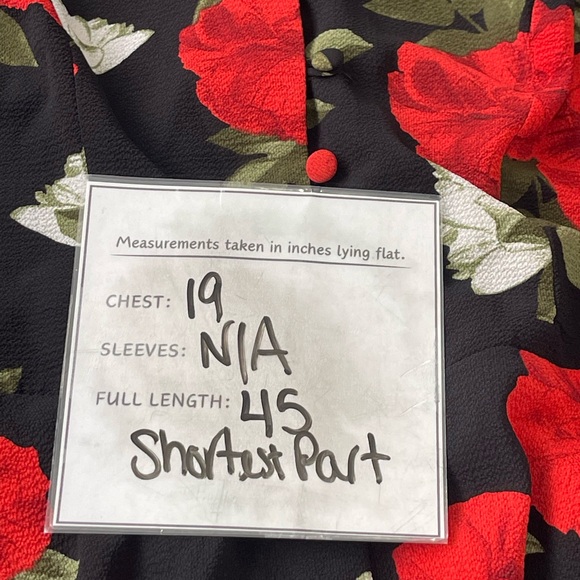 Measurements taken in inches lying flat.
CHEST: 19
SLEEVES: N/A
FULL LENGTH: 45
Shortest Part